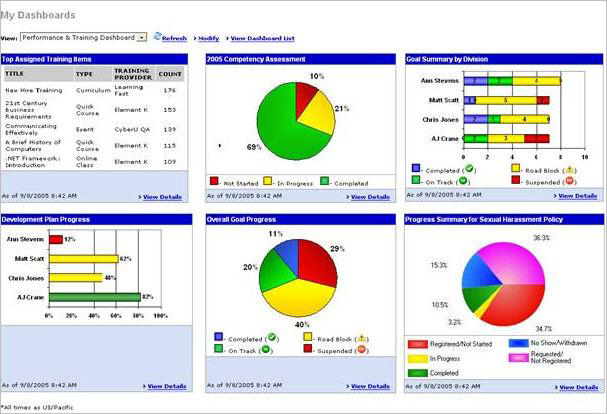 My Dashboards
View: Performance & Training Dashboard Refresh Modify View Dashboard List
Top Assigned Training Items
TITLE TYPE TRAINING PROVIDER COUNT
New Hire Training Curriculum Learning Fast 176
21st Century Business Requirements Quick Course Element K 153
Communicating Effectively Event CyberU QA 139
A Brief History of Computers Quick Course Element K 115
.NET Framework: Introduction Online Class Element K 109
As of 9/8/2005 8:42 AM View Details
2005 Competency Assessment
10%
21%
69%
- Not Started - In Progress - Completed
As of 9/8/2005 8:42 AM View Details
Goal Summary by Division
Ann Stevens
Matt Scatt
Chris Jones
AJ Crane
0 2 4 6 8 10
- Completed ( ) - Road Block ( )
- On Track ( ) - Suspended ( )
As of 9/8/2005 8:42 AM View Details
Development Plan Progress
Ann Stevens 12%
Matt Scatt 62%
Chris Jones 48%
AJ Crane 82%
0% 20% 40% 60% 80% 100%
As of 9/8/2005 8:42 AM View Details
Overall Goal Progress
11%
29%
20%
40%
- Completed ( ) - Road Block ( )
- On Track ( ) - Suspended ( )
As of 9/8/2005 8:42 AM View Details
Progress Summary for Sexual Harassment Policy
36.3%
15.3%
10.5%
3.2%
34.7%
Registered/Not Started No Show/Withdrawn
In Progress Requested/
Not Registered
Completed
As of 9/8/2005 8:42 AM View Details
*All times as US/Pacific